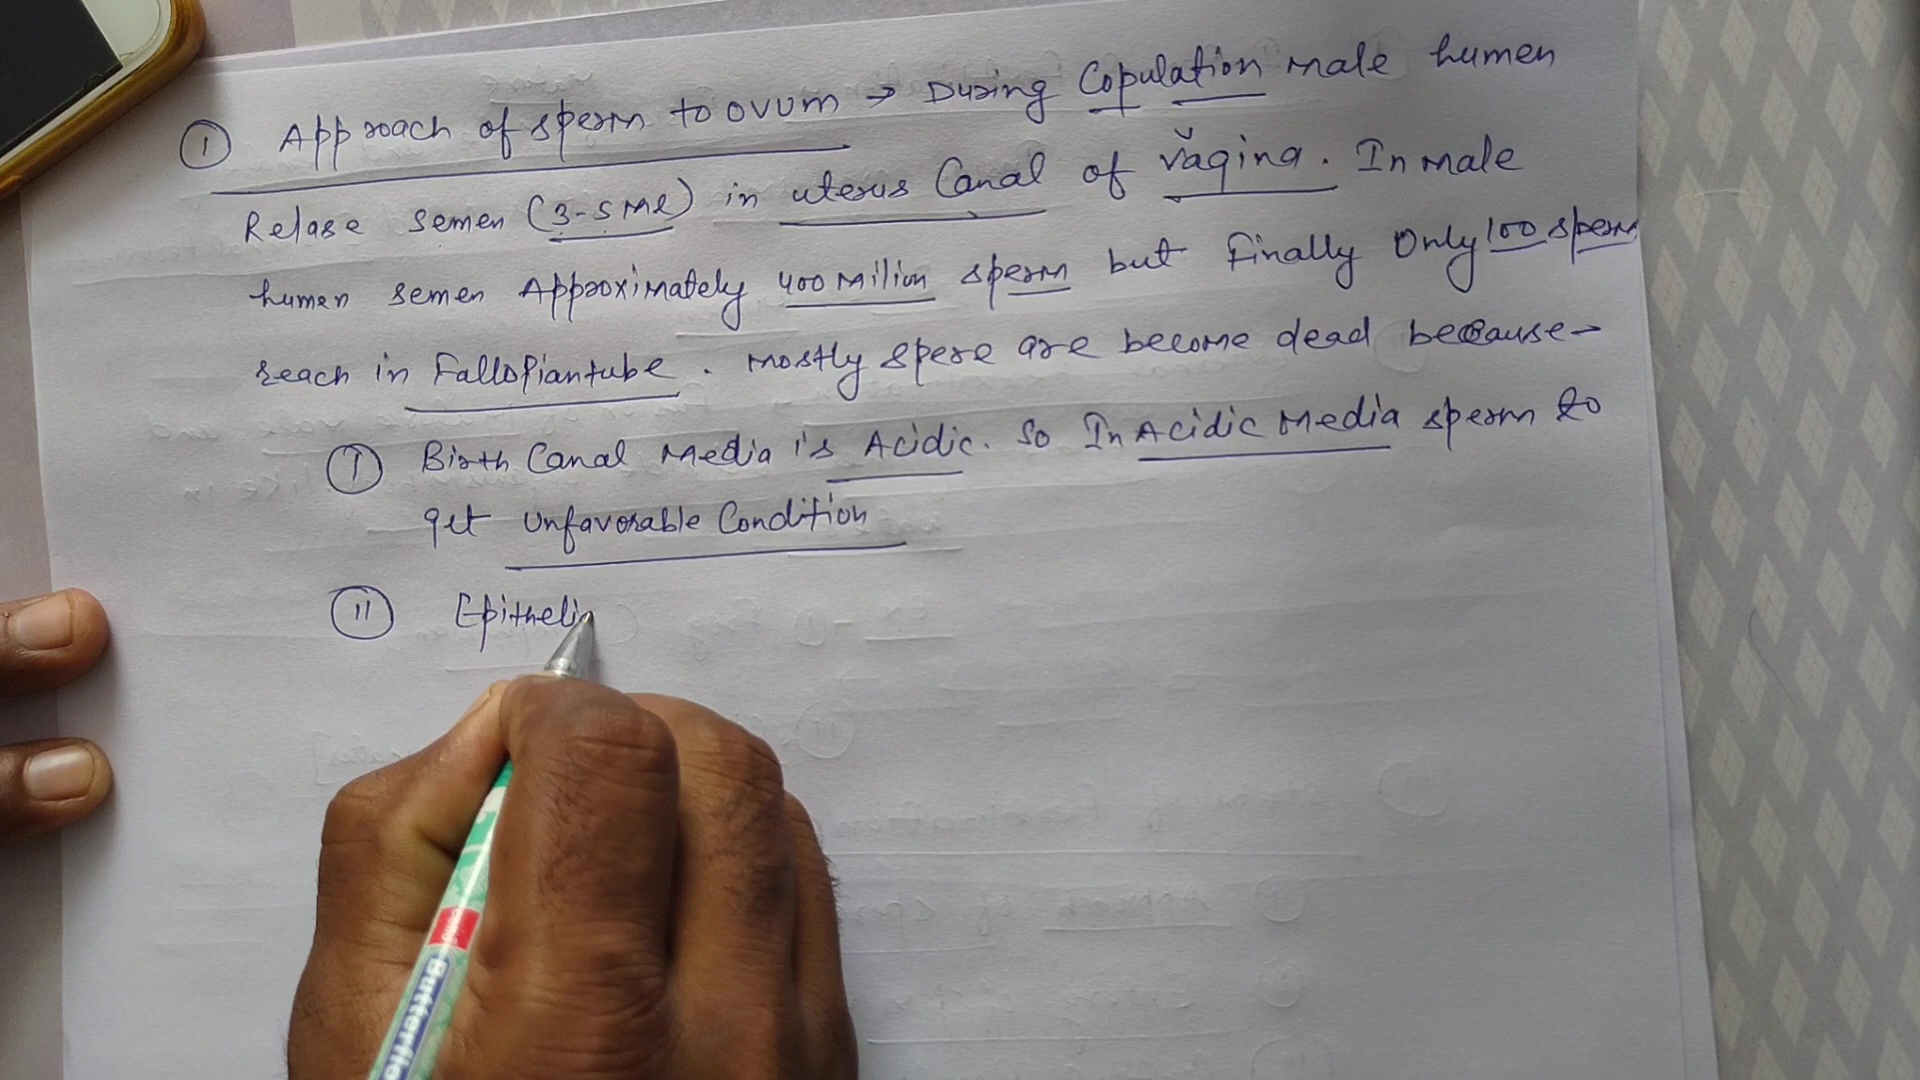 ① Approach of sperm to ovum → During Copulation male humen
Relase semen (3-5 Ml) in uterus Canal of vagina. In male
humen semen Approximately 400 Milion sperm but finally Only 100 sperm
reach in Fallopiantube. Mostly spere are become dead because→
Ⓘ Birth Canal Media is Acidic. So In Acidic Media sperm to
get Unfavorable Condition
⑪ Epitheli
Butterflo